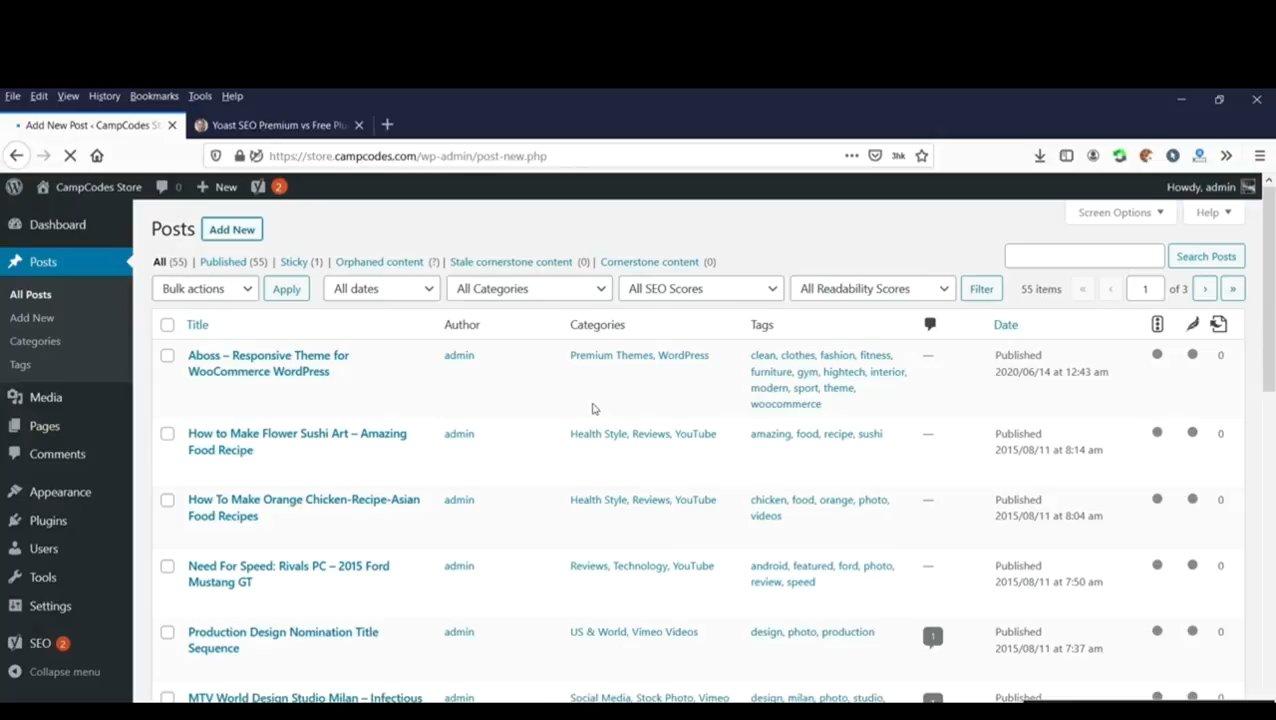 File Edit View History Bookmarks Tools Help
Add New Post ‹ CampCodes St
Yoast SEO Premium vs Free Plu
https://store.campcodes.com/wp-admin/post-new.php
3hk
CampCodes Store 0 New 2
Howdy, admin
Dashboard
Posts
All Posts
Add New
Categories
Tags
Media
Pages
Comments
Appearance
Plugins
Users
Tools
Settings
SEO 2
Collapse menu
Screen Options Help
Posts Add New
All (55) | Published (55) | Sticky (1) | Orphaned content (?) | Stale cornerstone content (0) | Cornerstone content (0)
Search Posts
Bulk actions Apply All dates All Categories All SEO Scores All Readability Scores Filter 55 items « ‹ 1 of 3 › »
Title Author Categories Tags Date
Aboss – Responsive Theme for
WooCommerce WordPress
admin
Premium Themes, WordPress
clean, clothes, fashion, fitness,
furniture, gym, hightech, interior,
modern, sport, theme,
woocommerce
—
Published
2020/06/14 at 12:43 am
0
How to Make Flower Sushi Art – Amazing
Food Recipe
admin
Health Style, Reviews, YouTube
amazing, food, recipe, sushi
—
Published
2015/08/11 at 8:14 am
0
How To Make Orange Chicken-Recipe-Asian
Food Recipes
admin
Health Style, Reviews, YouTube
chicken, food, orange, photo,
videos
—
Published
2015/08/11 at 8:04 am
0
Need For Speed: Rivals PC – 2015 Ford
Mustang GT
admin
Reviews, Technology, YouTube
android, featured, ford, photo,
review, speed
—
Published
2015/08/11 at 7:50 am
0
Production Design Nomination Title
Sequence
admin
US & World, Vimeo Videos
design, photo, production
1
Published
2015/08/11 at 7:37 am
0
MTV World Design Studio Milan – Infectious
admin
Social Media, Stock Photo, Vimeo
design, milan, photo, studio,
Published
0